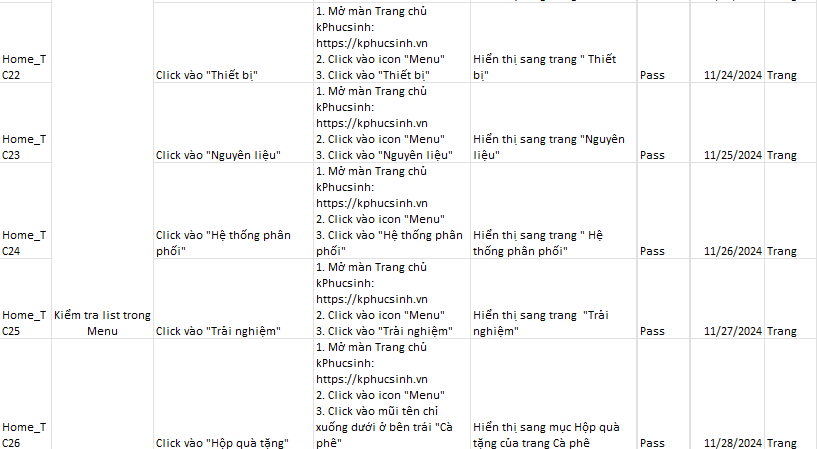 1. Mở màn Trang chủ
kPhucsinh:
https://kphucsinh.vn
Home_T
2. Click vào icon "Menu"
Hiển thị sang trang " Thiết
C22
Click vào "Thiết bị"
3. Click vào "Thiết bị"
bị"
Pass
11/24/2024
Trang
1. Mở màn Trang chủ
kPhucsinh:
https://kphucsinh.vn
Home_T
2. Click vào icon "Menu"
Hiển thị sang trang "Nguyên
C23
Click vào "Nguyên liệu"
3. Click vào "Nguyên liệu"
liệu"
Pass
11/25/2024
Trang
1. Mở màn Trang chủ
kPhucsinh:
https://kphucsinh.vn
2. Click vào icon "Menu"
Home_T
Click vào "Hệ thống phân
3. Click vào "Hệ thống phân
Hiển thị sang trang " Hệ
C24
phối"
phối"
thống phân phối"
Pass
11/26/2024
Trang
1. Mở màn Trang chủ
kPhucsinh:
https://kphucsinh.vn
Home_T
Kiểm tra list trong
2. Click vào icon "Menu"
Hiển thị sang trang  "Trải
C25
Menu
Click vào "Trải nghiệm"
3. Click vào "Trải nghiệm"
nghiệm"
Pass
11/27/2024
Trang
1. Mở màn Trang chủ
kPhucsinh:
https://kphucsinh.vn
2. Click vào icon "Menu"
3. Click vào mũi tên chỉ
Home_T
xuống dưới ở bên trái "Cà
Hiển thị sang mục Hộp quà
C26
Click vào "Hộp quà tặng"
phê"
tặng của trang Cà phê
Pass
11/28/2024
Trang